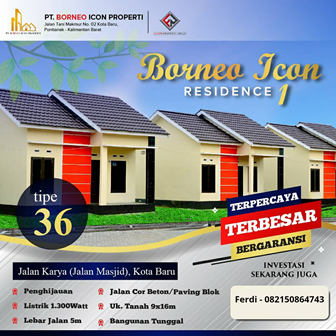 PT. BORNEO ICON PROPERTI
Jalan Tani Makmur No. 02 Kota Baru,
Pontianak - Kalimantan Barat
Borneo Icon
RESIDENCE 1
tipe
36
TERPERCAYA
TERBESAR
BERGARANSI
INVESTASI
SEKARANG JUGA
Jalan Karya (Jalan Masjid), Kota Baru
Penghijauan
Jalan Cor Beton/Paving Blok
Listrik 1.300Watt
Uk. Tanah 9x16m
Lebar Jalan 5m
Bangunan Tunggal
Ferdi - 082150864743